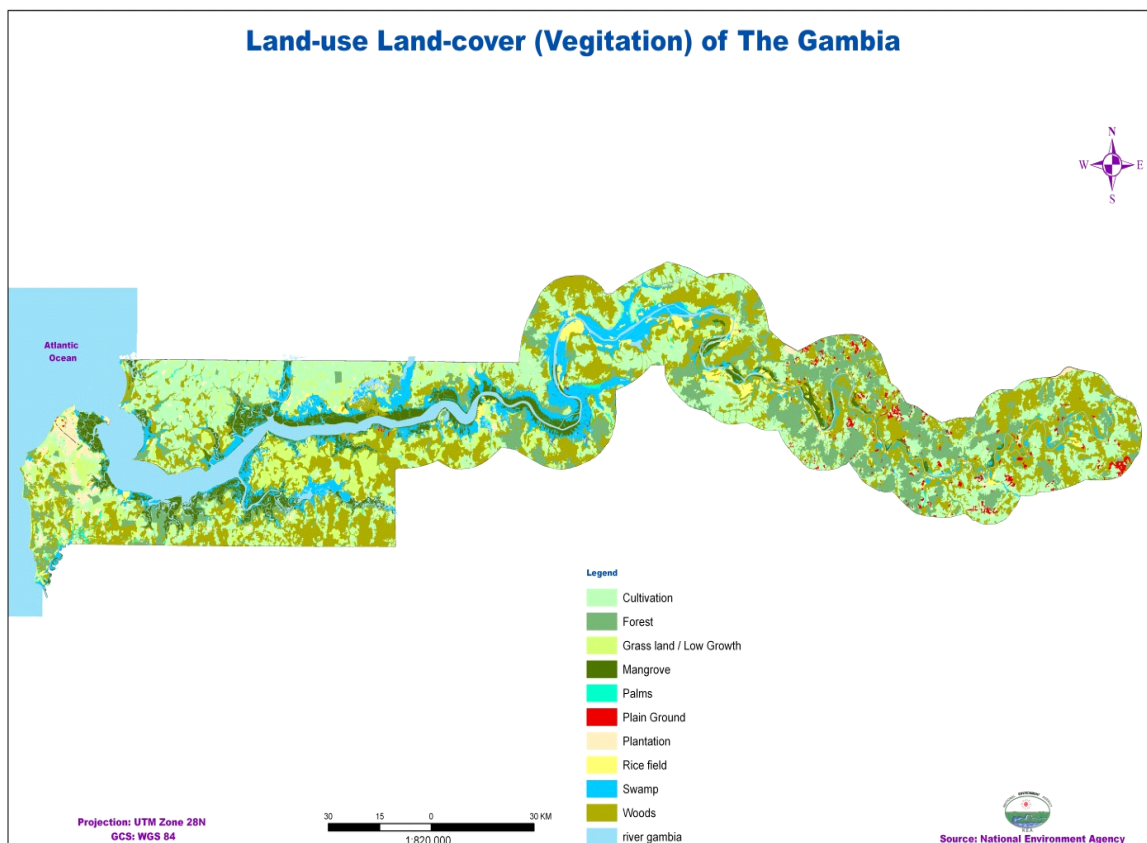 Land-use Land-cover (Vegitation) of The Gambia
N
W E
S
Atlantic
Ocean
Legend
Cultivation
Forest
Grass land / Low Growth
Mangrove
Palms
Plain Ground
Plantation
Rice field
Swamp
Woods
river gambia
Projection: UTM Zone 28N
GCS: WGS 84
30 15 0 30 KM
1:820,000
N.E.A
Source: National Environment Agency